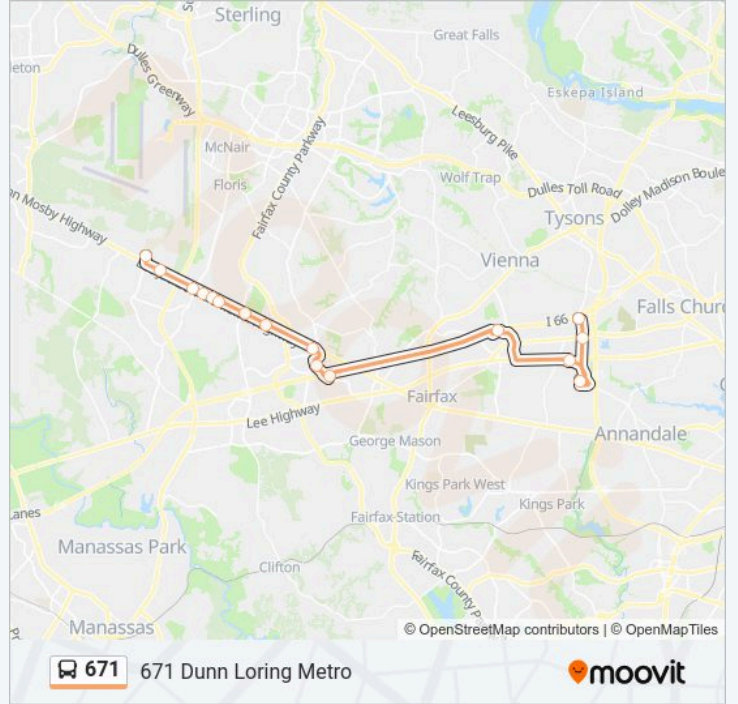 Sterling
Great Falls
leton
Dulles Greenway
Eskepa Island
Leesburg Pike
McNair
Fairfax County Parkway
Wolf Trap
Floris
Dulles Toll Road
Dolley Madison Boule
Tysons
n Mosby Highway
Vienna
I 66
Falls Churc
Fairfax
Lee Highway
Annandale
George Mason
Kings Park West
Kings Park
anes
Fairfax Station
Manassas Park
Clifton
Fairfax County P
Manassas
© OpenStreetMap contributors | © OpenMapTiles
671 671 Dunn Loring Metro
moovit